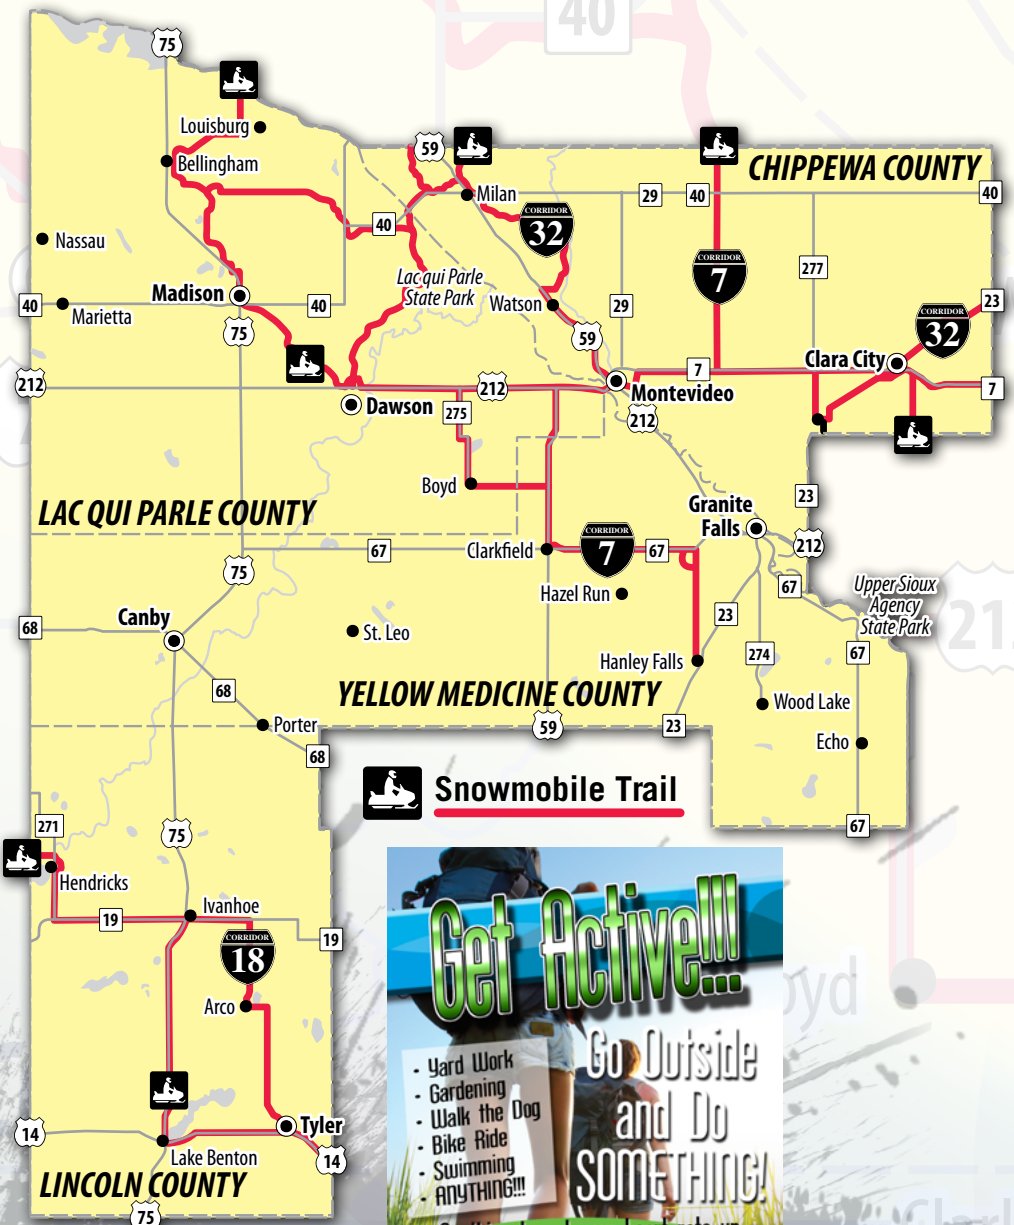 40
75
Louisburg
Bellingham
59
CHIPPEWA COUNTY
Milan
29
40
40
CORRIDOR
32
40
Nassau
Lac qui Parle
State Park
CORRIDOR
7
277
Madison
40
Marietta
40
Watson
29
23
CORRIDOR
32
75
59
Clara City
212
7
7
212
Montevideo
Dawson
275
212
Boyd
LAC QUI PARLE COUNTY
Granite
Falls
23
CORRIDOR
7
67
Clarkfield
67
212
75
Hazel Run
67
Upper Sioux
Agency
State Park
212
Canby
68
St. Leo
23
Hanley Falls
274
67
68
YELLOW MEDICINE COUNTY
Wood Lake
Porter
59
23
Echo
68
Snowmobile Trail
271
75
67
Hendricks
Ivanhoe
19
19
CORRIDOR
18
Arco
Get Active!!!
oyd
Go Outside
and Do
SOMETHING!
- Yard Work
- Gardening
- Walk the Dog
- Bike Ride
- Swimming
- ANYTHING!!!
14
Tyler
Lake Benton
14
LINCOLN COUNTY
75
Clark